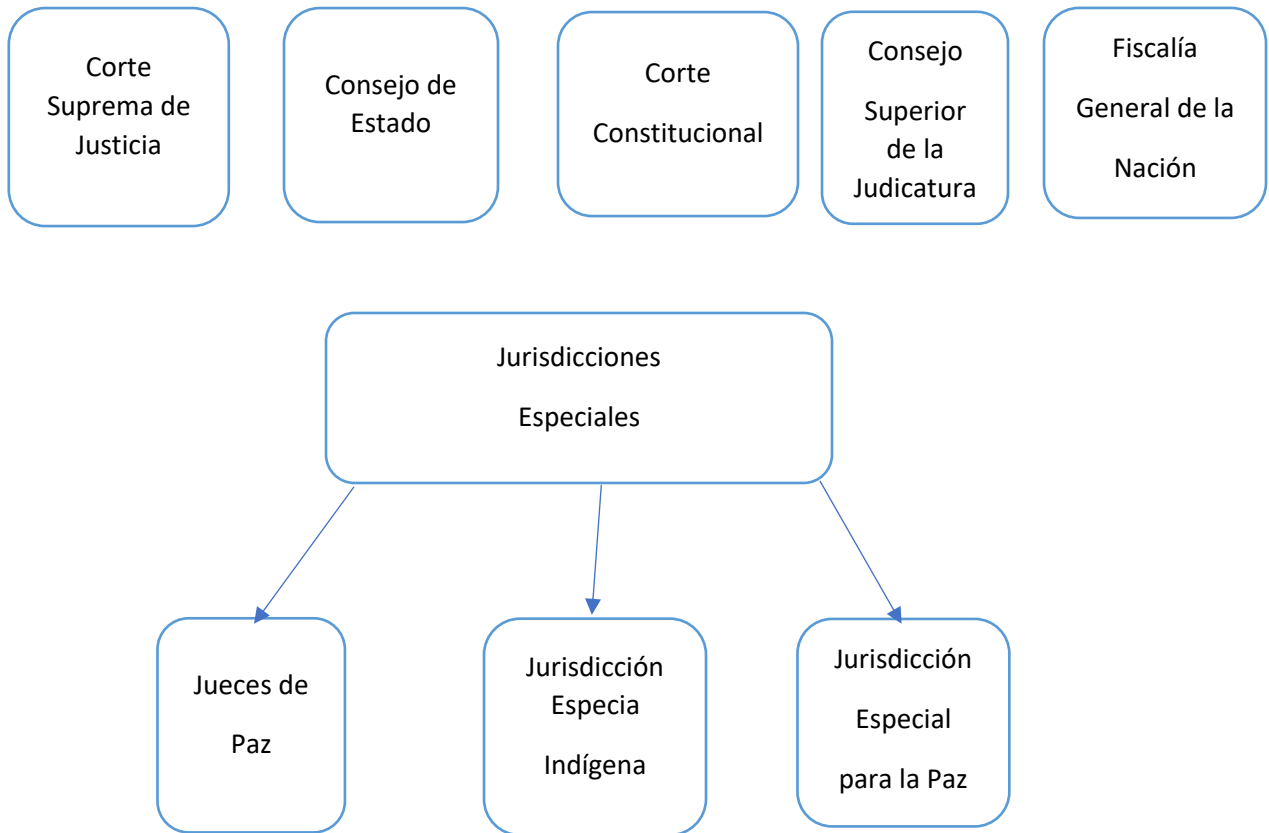 Corte
Suprema de
Justicia
Consejo de
Estado
Corte
Constitucional
Consejo
Superior
de la
Judicatura
Fiscalía
General de la
Nación
Jurisdicciones
Especiales
Jueces de
Paz
Jurisdicción
Especia
Indígena
Jurisdicción
Especial
para la Paz